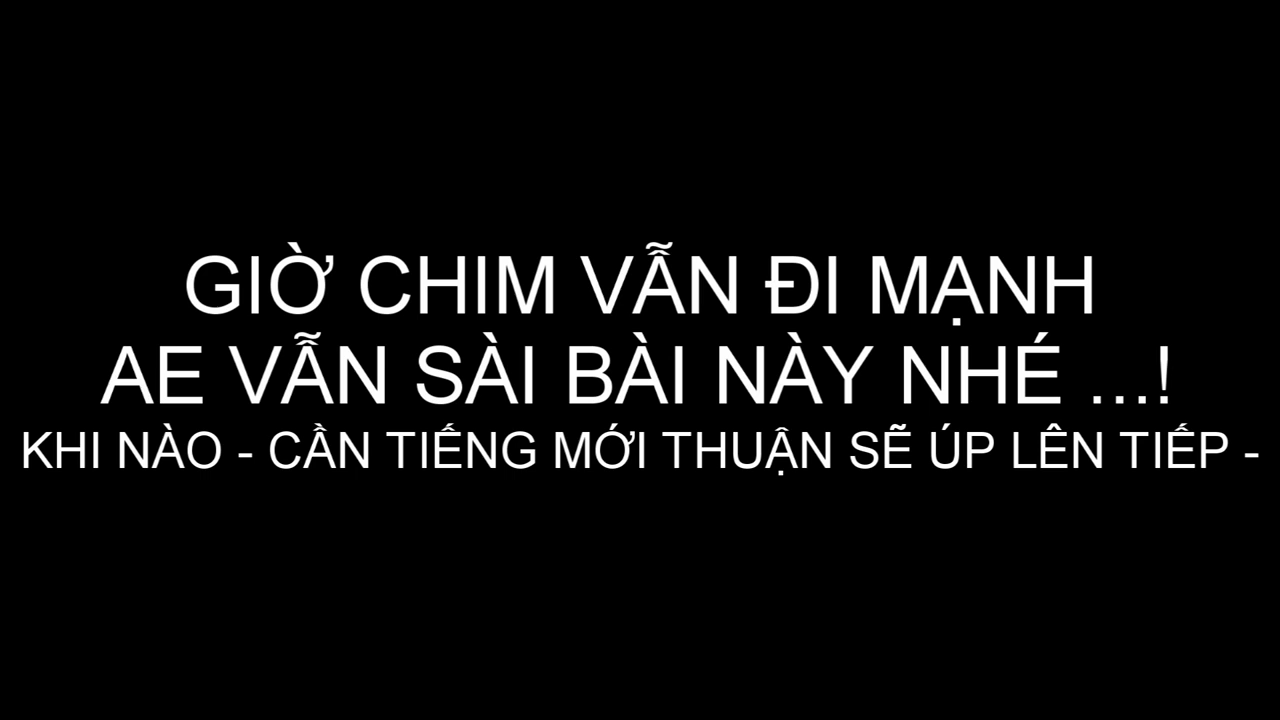 GIỜ CHIM VẪN ĐI MẠNH
AE VẪN SÀI BÀI NÀY NHÉ ...!
KHI NÀO - CẦN TIẾNG MỚI THUẬN SẼ ÚP LÊN TIẾP -